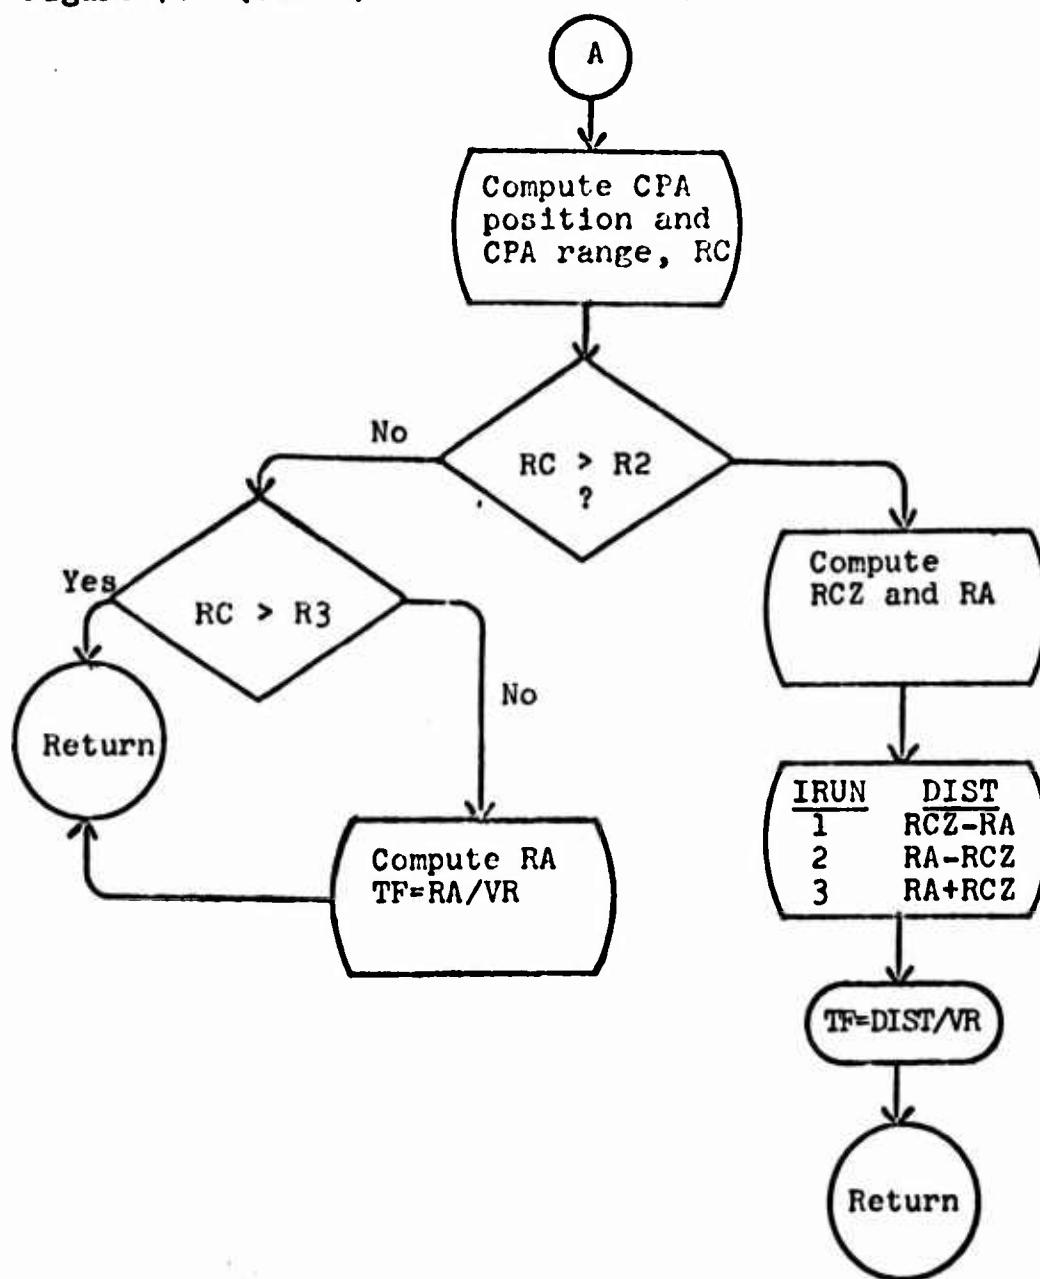 A
Compute CPA
position and
CPA range, RC
No
RC > R2
?
Yes
RC > R3
No
Return
Compute
RCZ and RA
IRUN DIST
1 RCZ-RA
2 RA-RCZ
3 RA+RCZ
Compute RA
TF=RA/VR
TF=DIST/VR
Return